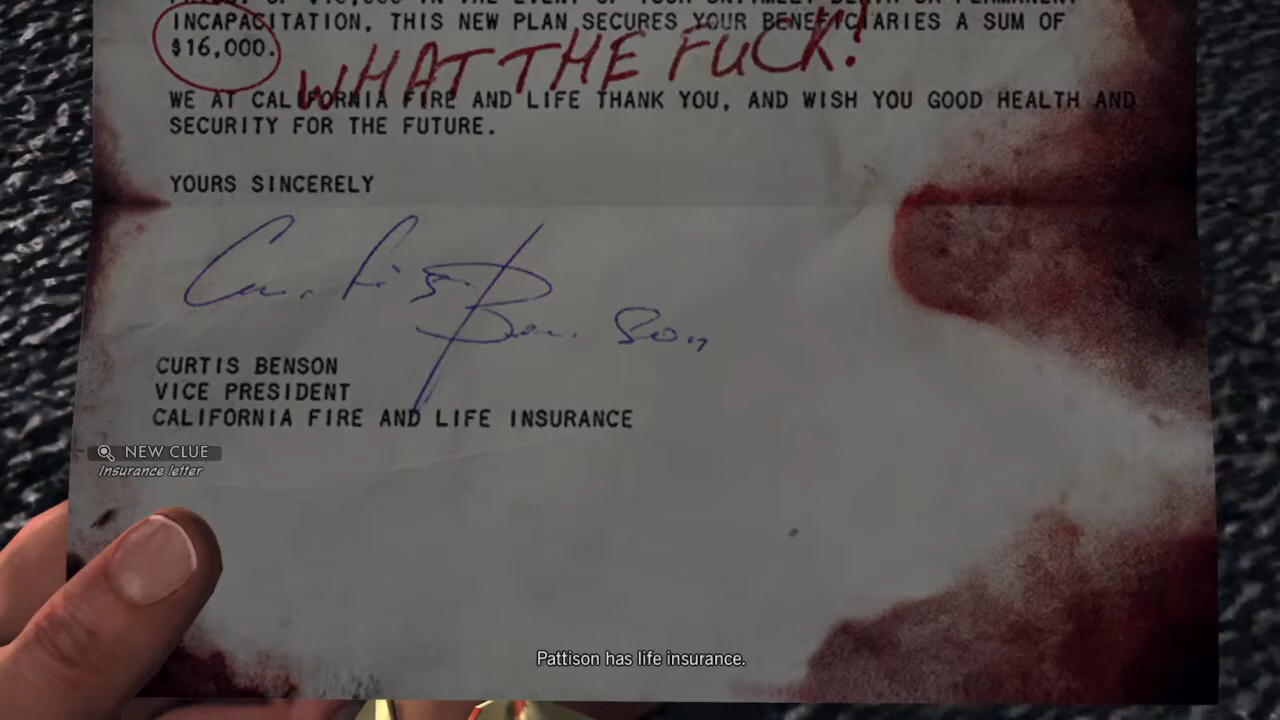 INCAPACITATION, THIS NEW PLAN SECURES YOUR BENEFICIARIES A SUM OF
$16,000.
WHAT THE FUCK!
WE AT CALIFORNIA FIRE AND LIFE THANK YOU, AND WISH YOU GOOD HEALTH AND
SECURITY FOR THE FUTURE.
YOURS SINCERELY
Curtis Benson
CURTIS BENSON
VICE PRESIDENT
CALIFORNIA FIRE AND LIFE INSURANCE
NEW CLUE
Insurance letter
Pattison has life insurance.